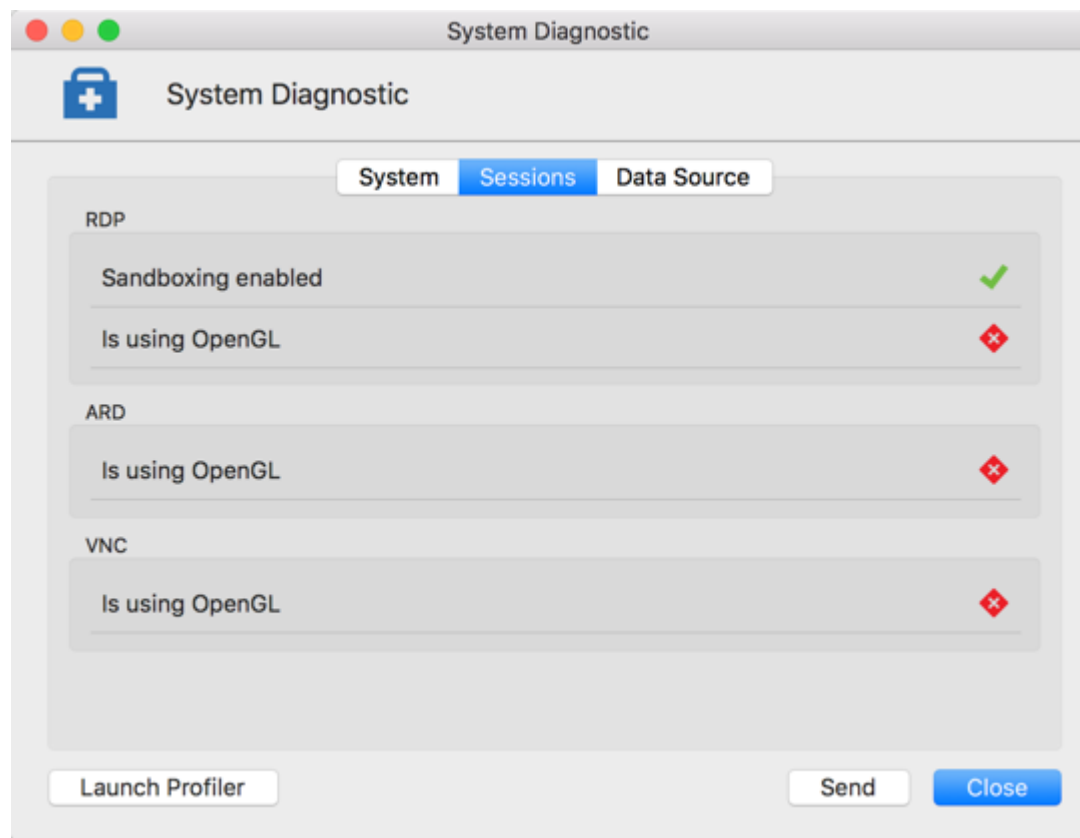 System Diagnostic
System Diagnostic
System Sessions Data Source
RDP
Sandboxing enabled
Is using OpenGL
ARD
Is using OpenGL
VNC
Is using OpenGL
Launch Profiler Send Close